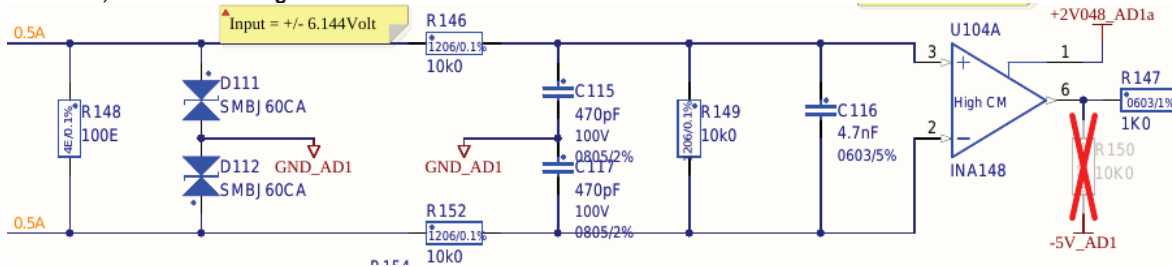 Input = +/- 6.144Volt
0.5A
R146
1206/0.1%
10k0
U104A
+2V048_AD1a
3
1
+
High CM
6
2
INA148
R147
0603/1%
1K0
D111
SMBJ60CA
R148
100E
4E/0.1%
C115
470pF
100V
0805/2%
R149
10k0
206/0.1%
C116
4.7nF
0603/5%
GND_AD1
GND_AD1
D112
SMBJ60CA
C117
470pF
100V
0805/2%
R150
10K0
0.5A
R152
1206/0.1%
10k0
-5V_AD1